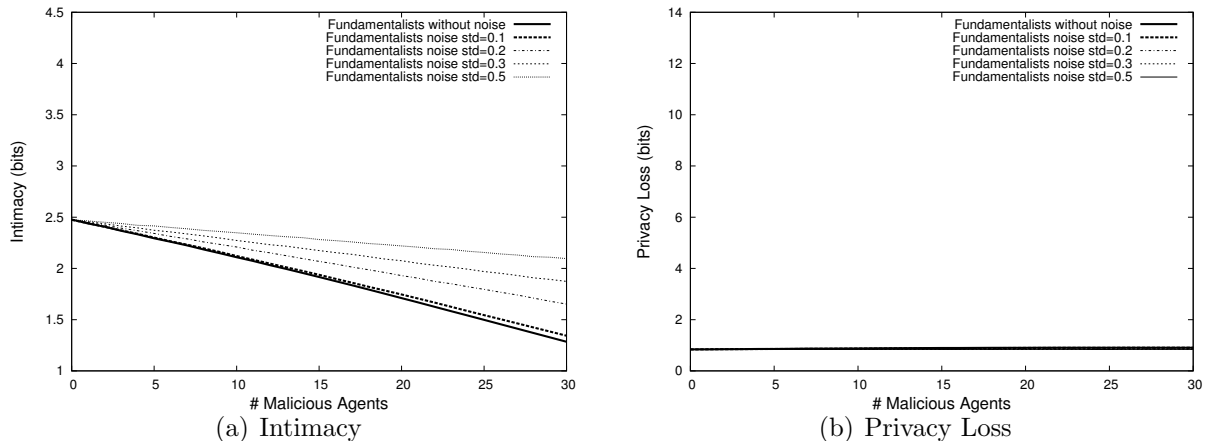 4.5
4
3.5
3
2.5
2
1.5
1
Intimacy (bits)
0 5 10 15 20 25 30
# Malicious Agents
Fundamentalists without noise
Fundamentalists noise std=0.1
Fundamentalists noise std=0.2
Fundamentalists noise std=0.3
Fundamentalists noise std=0.5
(a) Intimacy
14
12
10
8
6
4
2
0
Privacy Loss (bits)
0 5 10 15 20 25 30
# Malicious Agents
Fundamentalists without noise
Fundamentalists noise std=0.1
Fundamentalists noise std=0.2
Fundamentalists noise std=0.3
Fundamentalists noise std=0.5
(b) Privacy Loss